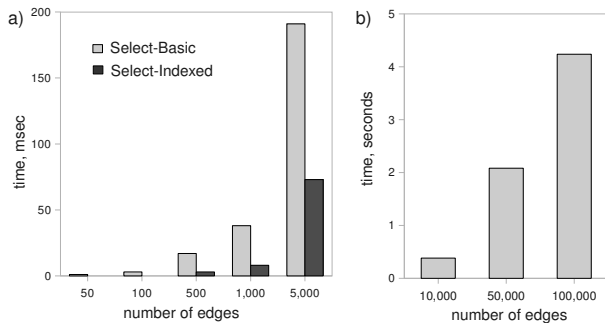 a)
200
150
100
50
0
time, msec
Select-Basic
Select-Indexed
50 100 500 1,000 5,000
number of edges
b)
5
4
3
2
1
0
time, seconds
10,000 50,000 100,000
number of edges